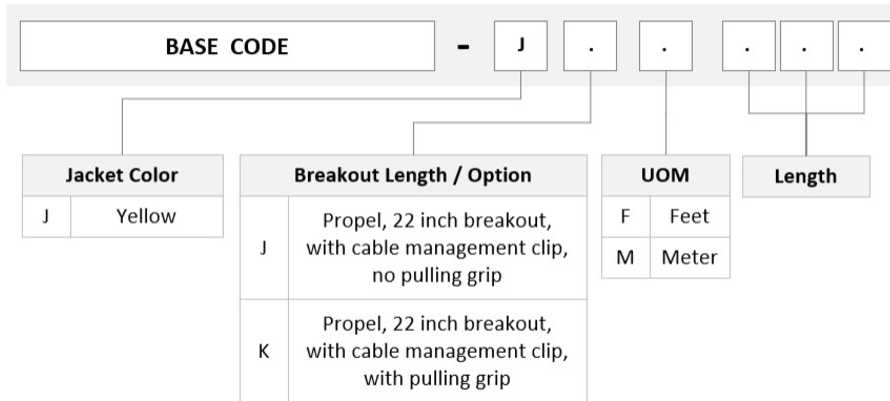 BASE CODE - J . . . . .
Jacket Color
J Yellow
Breakout Length / Option
J Propel, 22 inch breakout,
with cable management clip,
no pulling grip
K Propel, 22 inch breakout,
with cable management clip,
with pulling grip
UOM
F Feet
M Meter
Length